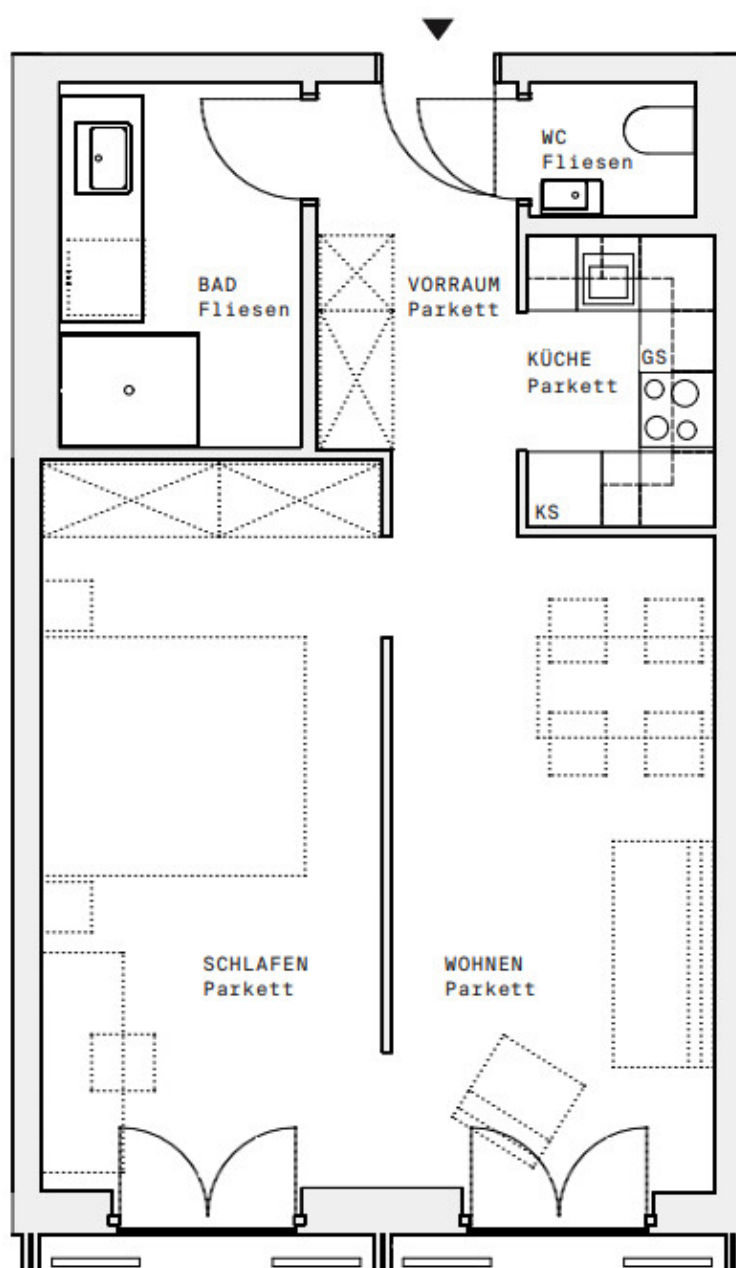 WC
Fliesen
BAD
Fliesen
VORRAUM
Parkett
KÜCHE
Parkett
GS
KS
SCHLAFEN
Parkett
WOHNEN
Parkett